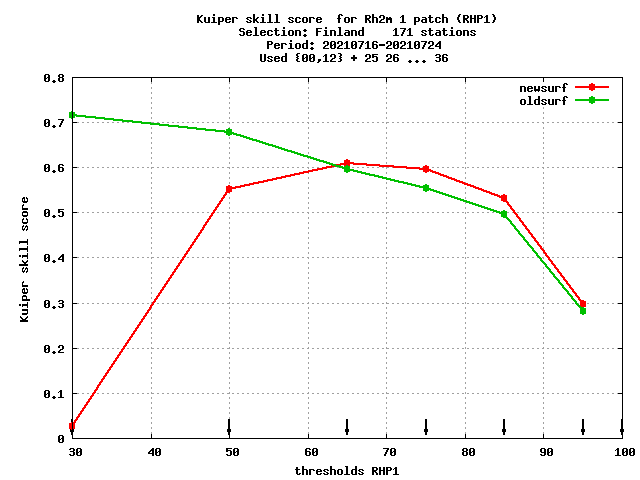 Kuiper skill score  for Rh2m 1 patch (RHP1)
Selection: Finland    171 stations
Period: 20210716-20210724
Used {00,12} + 25 26 ... 36
newsurf
oldsurf
0.8
0.7
0.6
0.5
0.4
0.3
0.2
0.1
0
Kuiper skill score
30 40 50 60 70 80 90 100
thresholds RHP1